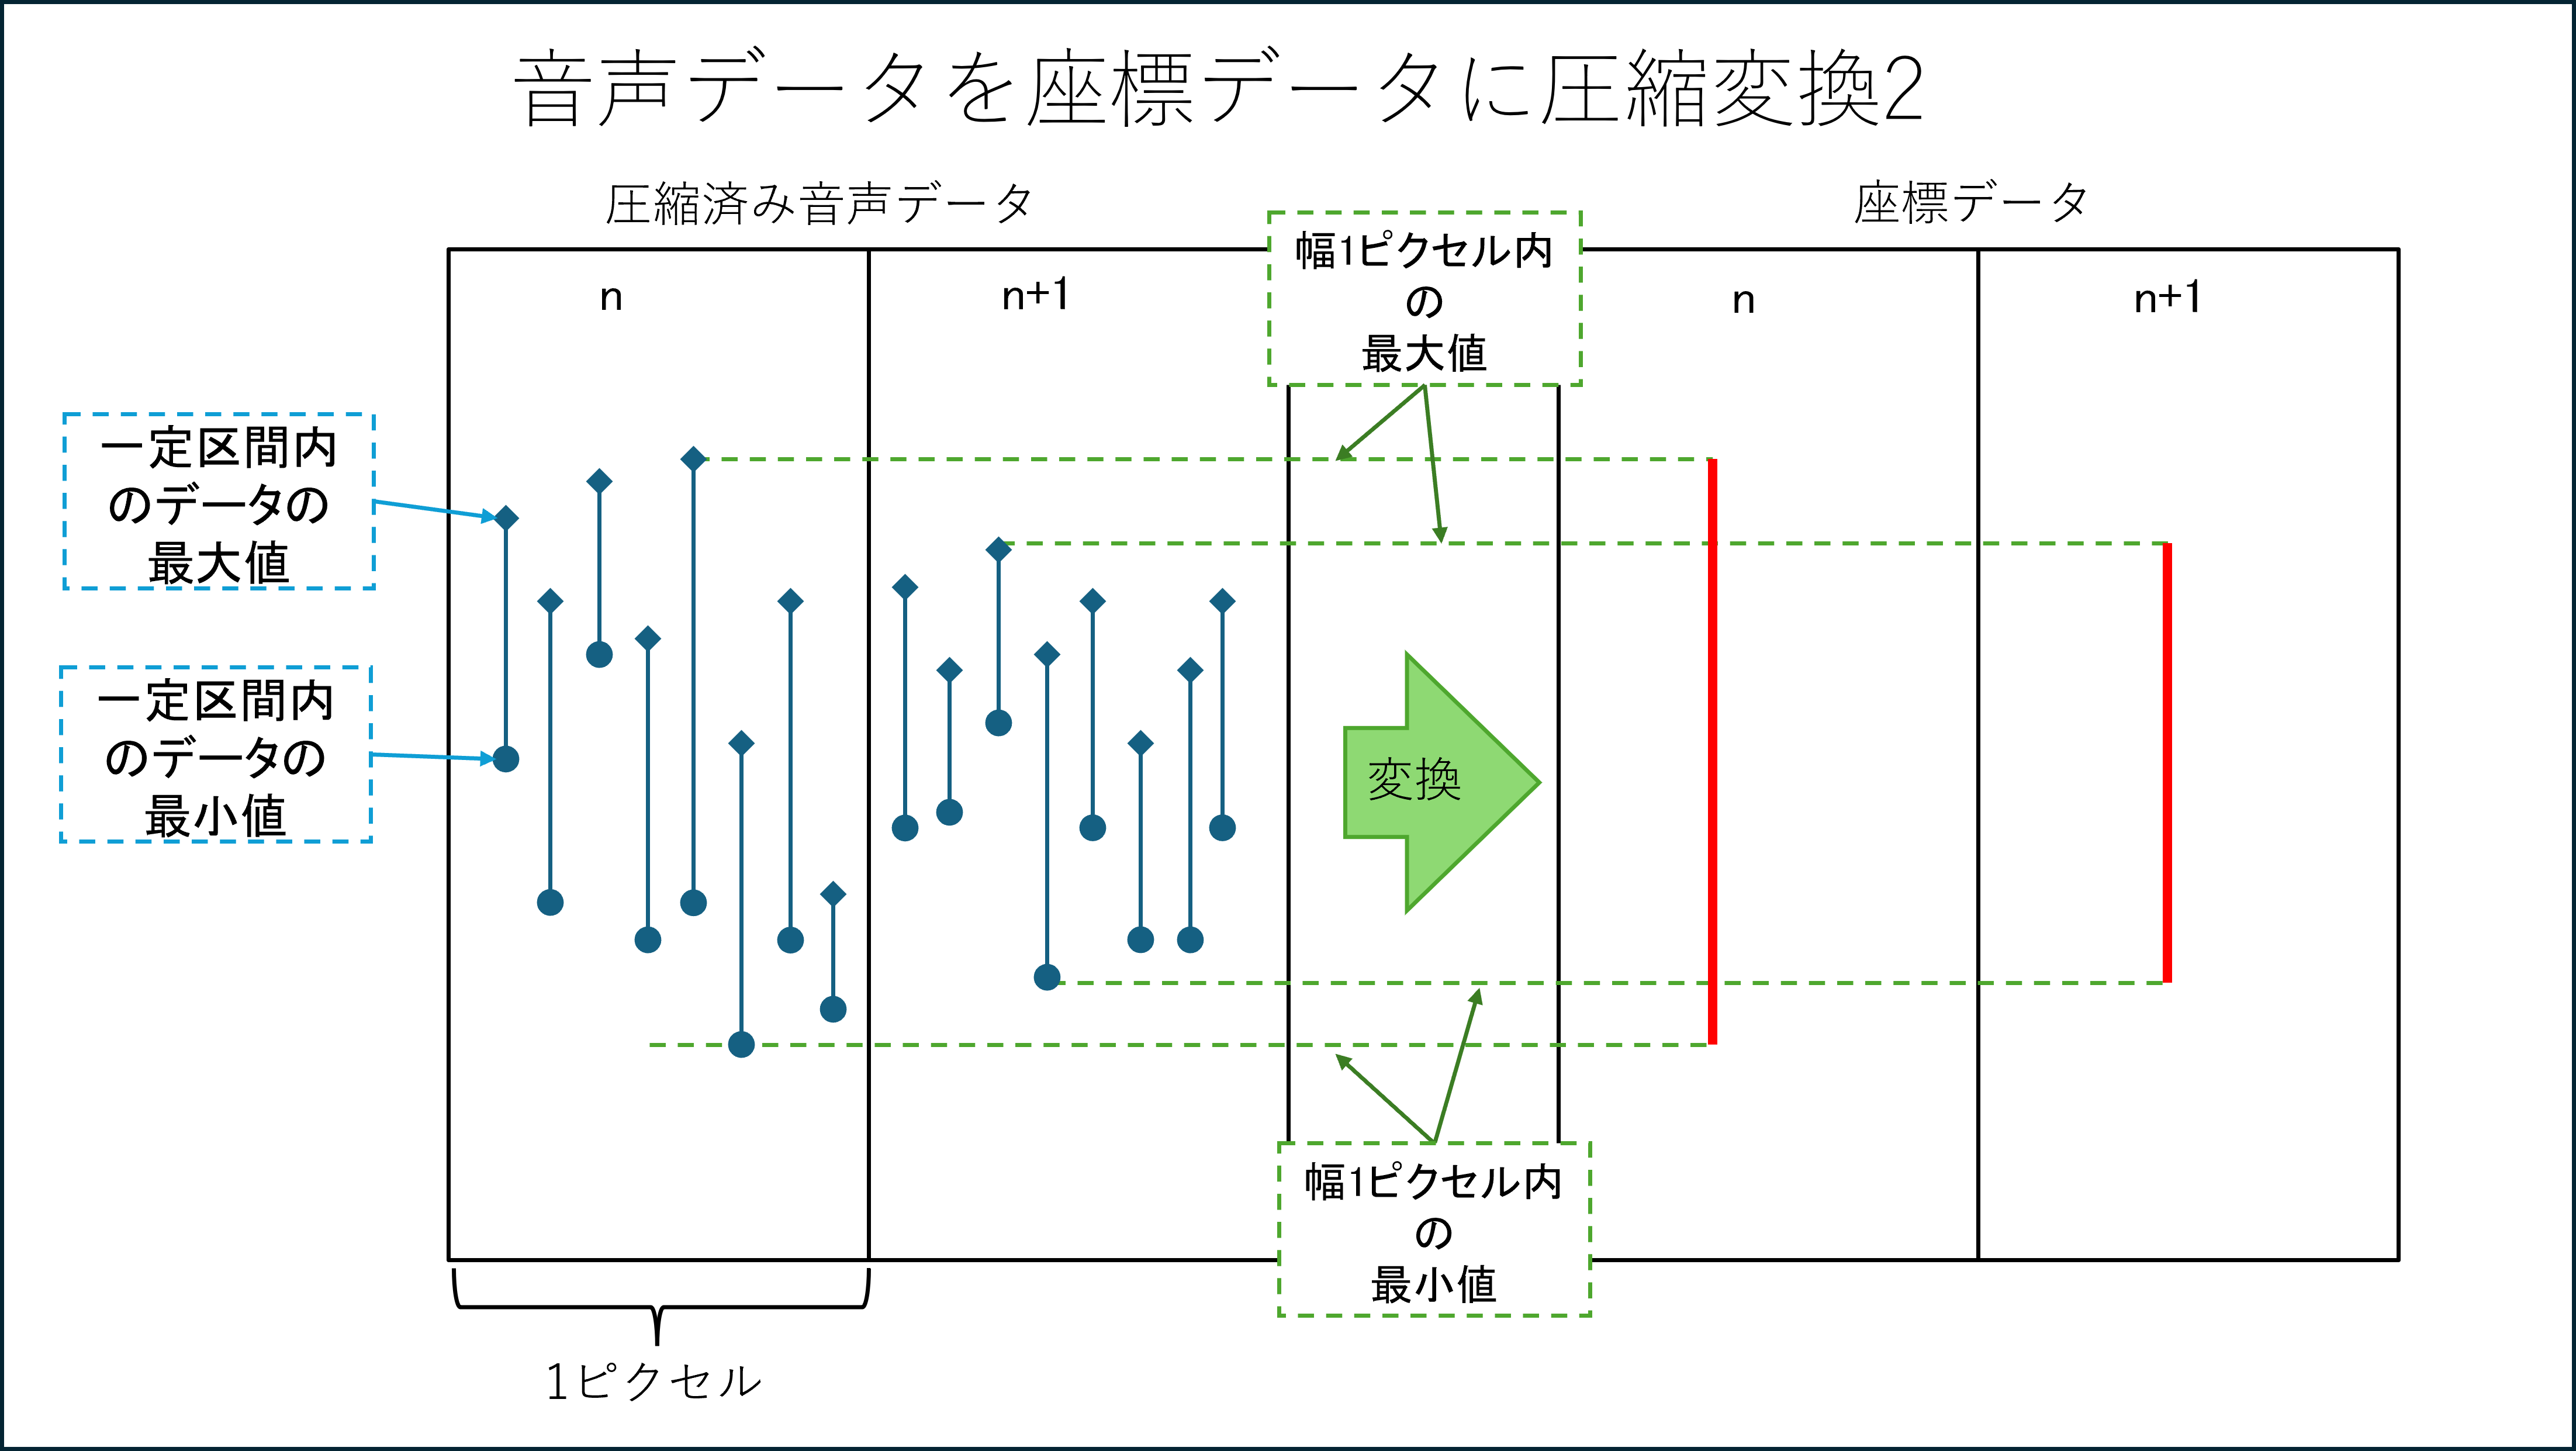 音声データを座標データに圧縮変換2
圧縮済み音声データ
座標データ
幅1ピクセル内
の
最大値
n
n+1
n
n+1
一定区間内
のデータの
最大値
一定区間内
のデータの
最小値
変換
幅1ピクセル内
の
最小値
1ピクセル